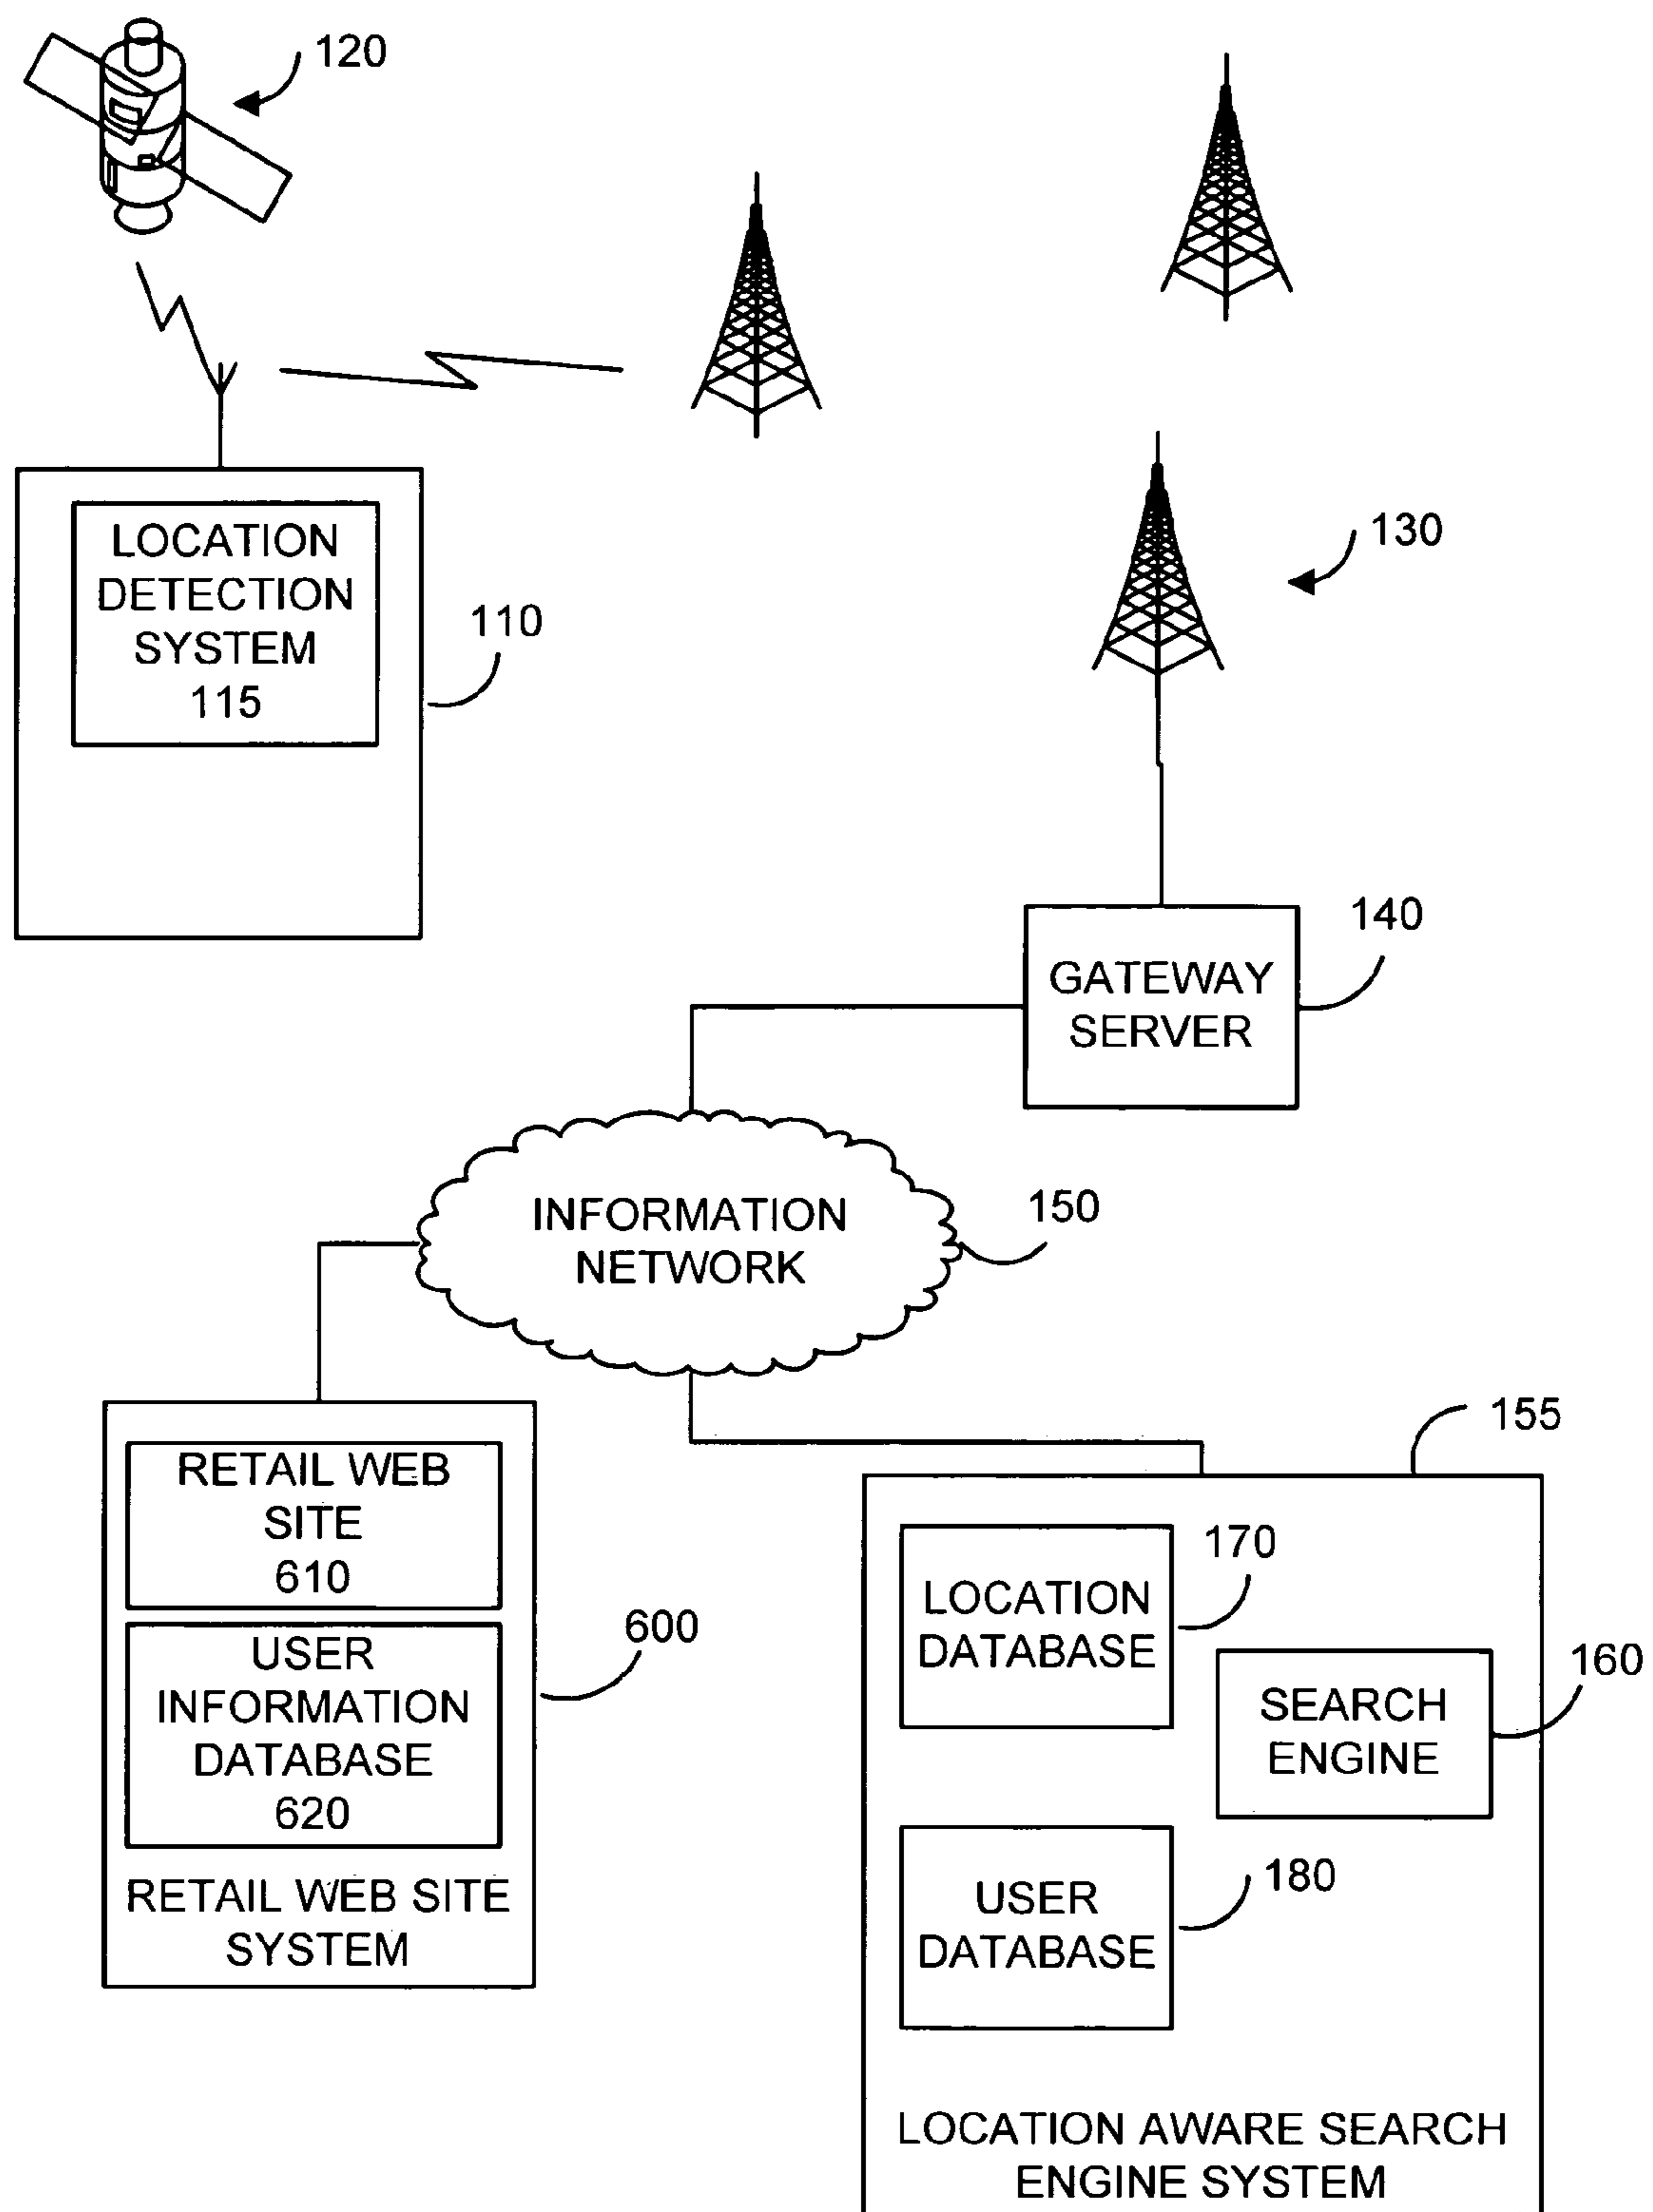 120
130
LOCATION
DETECTION
SYSTEM
115
110
140
GATEWAY
SERVER
150
INFORMATION
NETWORK
155
RETAIL WEB
SITE
610
USER
INFORMATION
DATABASE
620
RETAIL WEB SITE
SYSTEM
600
170
LOCATION
DATABASE
160
SEARCH
ENGINE
180
USER
DATABASE
LOCATION AWARE SEARCH
ENGINE SYSTEM